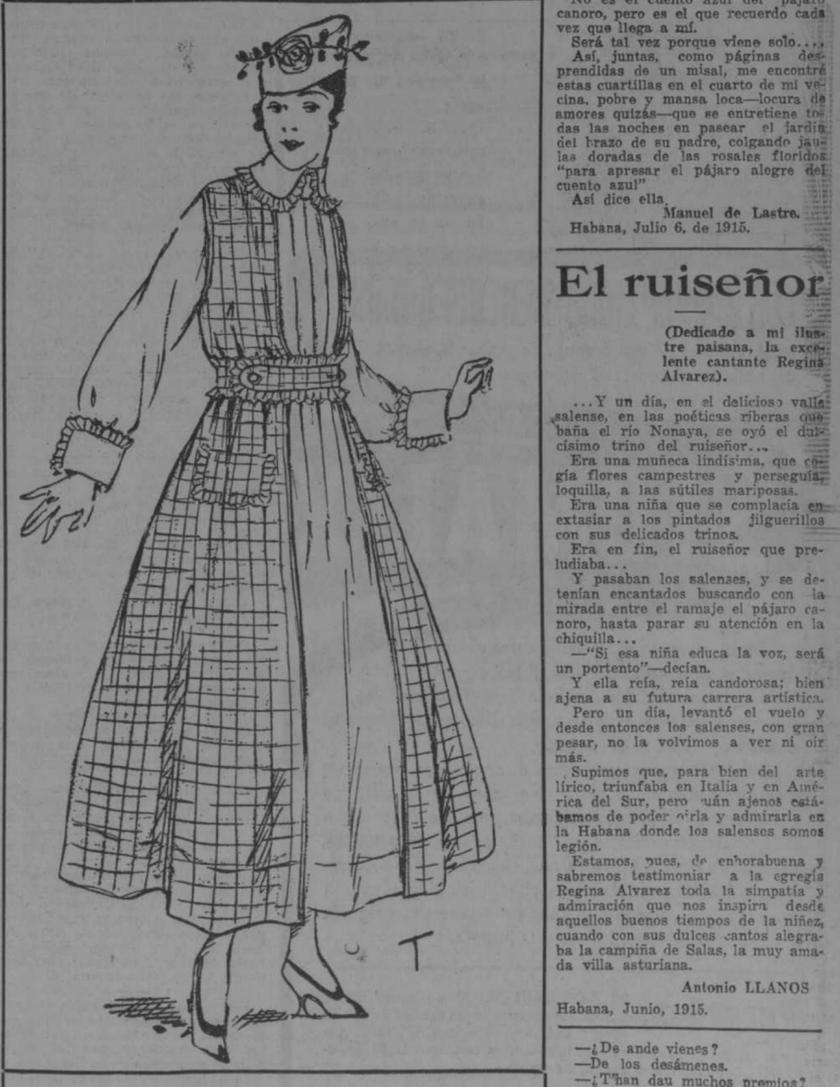 No es el cuento azul del pájaro
canoro, pero es el que recuerdo cada
vez que llega a mí.
Será tal vez porque viene solo....
Así, juntas, como páginas des-
prendidas de un misal, me encontré
estas cuartillas en el cuarto de mi ve-
cina, pobre y mansa loca—locura de
amores quizás—que se entretiene to-
das las noches en pasear el jardín
del brazo de su padre, colgando jau-
las doradas de las rosales floridos
"para apresar el pájaro alogre del
cuento azul"
Así dice ella.
Manuel de Lastre.
Habana, Julio 6, de 1915.
El ruiseñor
(Dedicado a mi ilus-
tre paisana, la exce-
lente cantante Regina
Alvarez).
...Y un día, en el delicioso valle
salense, en las poéticas riberas que
baña el río Nonaya, se oyó el dul-
císimo trino del ruiseñor...
Era una muñeca lindísima, que co-
gía flores campestres y perseguía,
loquilla, a las sútiles mariposas.
Era una niña que se complacía en
extasiar a los pintados jilguerillos
con sus delicados trinos.
Era en fin, el ruiseñor que pre-
ludiaba...
Y pasaban los salenses, y se de-
tenían encantados buscando con la
mirada entre el ramaje el pájaro ca-
noro, hasta parar su atención en la
chiquilla...
—"Si esa niña educa la voz, será
un portento"—decían.
Y ella reía, reía candorosa; bien
ajena a su futura carrera artística.
Pero un día, levantó el vuelo y
desde entonces los salenses, con gran
pesar, no la volvimos a ver ni oir
más.
Supimos que, para bien del arte
lírico, triunfaba en Italia y en Amé-
rica del Sur, pero uán ajenos está-
bamos de poder oirla y admirarla en
la Habana donde los salenses somos
legión.
Estamos, pues, de enhorabuena y
sabremos testimoniar a la egregia
Regina Alvarez toda la simpatía y
admiración que nos inspira desde
aquellos buenos tiempos de la niñez,
cuando con sus dulces cantos alegra-
ba la campiña de Salas, la muy ama-
da villa asturiana.
Antonio LLANOS
Habana, Junio, 1915.
—¿De ande vienes?
—De los desámenes.
—¿T'han dau muchos premios?
T